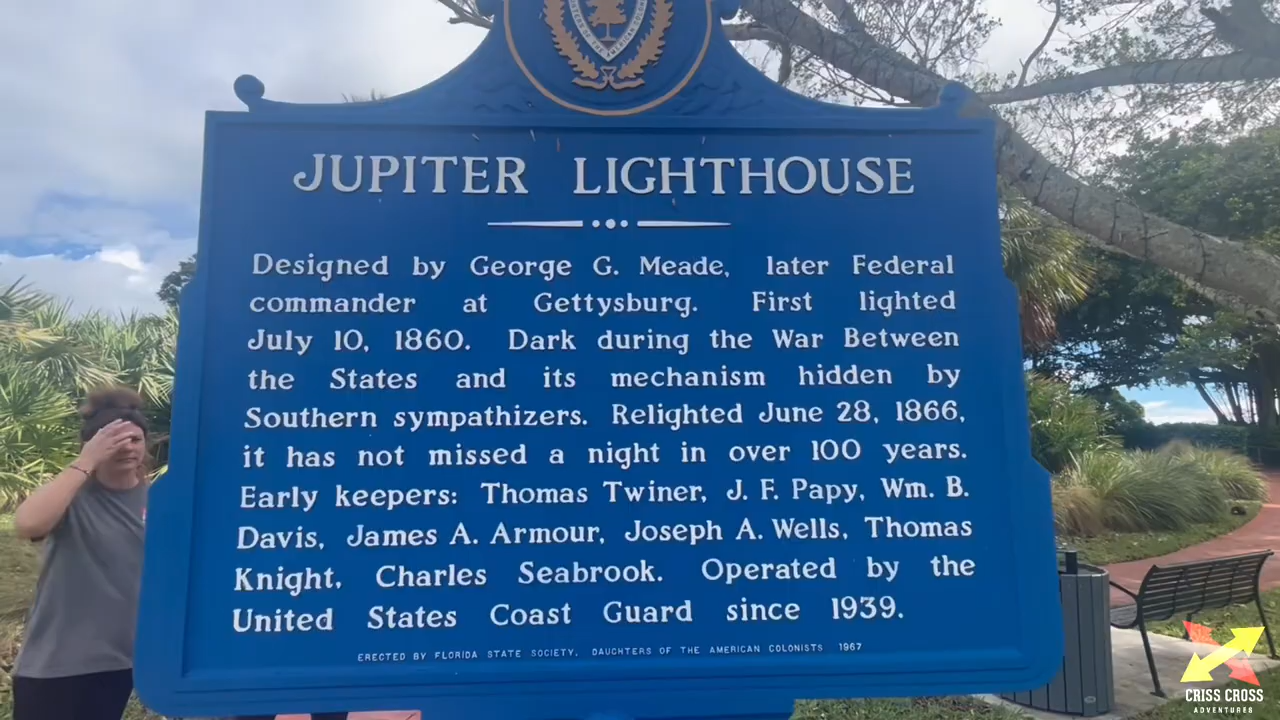 JUPITER LIGHTHOUSE
Designed by George G. Meade, later Federal
commander at Gettysburg. First lighted
July 10, 1860. Dark during the War Between
the States and its mechanism hidden by
Southern sympathizers. Relighted June 28, 1866,
it has not missed a night in over 100 years.
Early keepers: Thomas Twiner, J. F. Papy, Wm. B.
Davis, James A. Armour, Joseph A. Wells, Thomas
Knight, Charles Seabrook. Operated by the
United States Coast Guard since 1939.
ERECTED BY FLORIDA STATE SOCIETY, DAUGHTERS OF THE AMERICAN COLONISTS 1967
CRISS CROSS
ADVENTURES